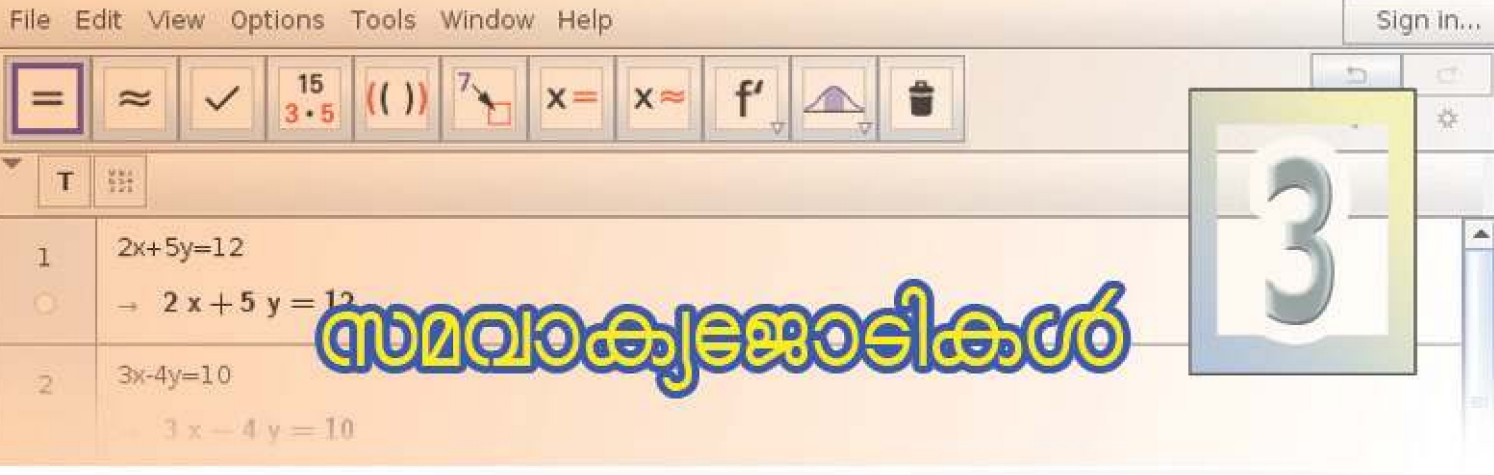 File Edit View Options Tools Window Help Sign in...
= ≈ ✓ 15 3 • 5 (( )) 7 x = x ≈ f′
T
1 2x+5y=12
→ 2 x + 5 y = 12
സമവാക്യജോടികൾ
3
2 3x-4y=10
→ 3 x − 4 y = 10